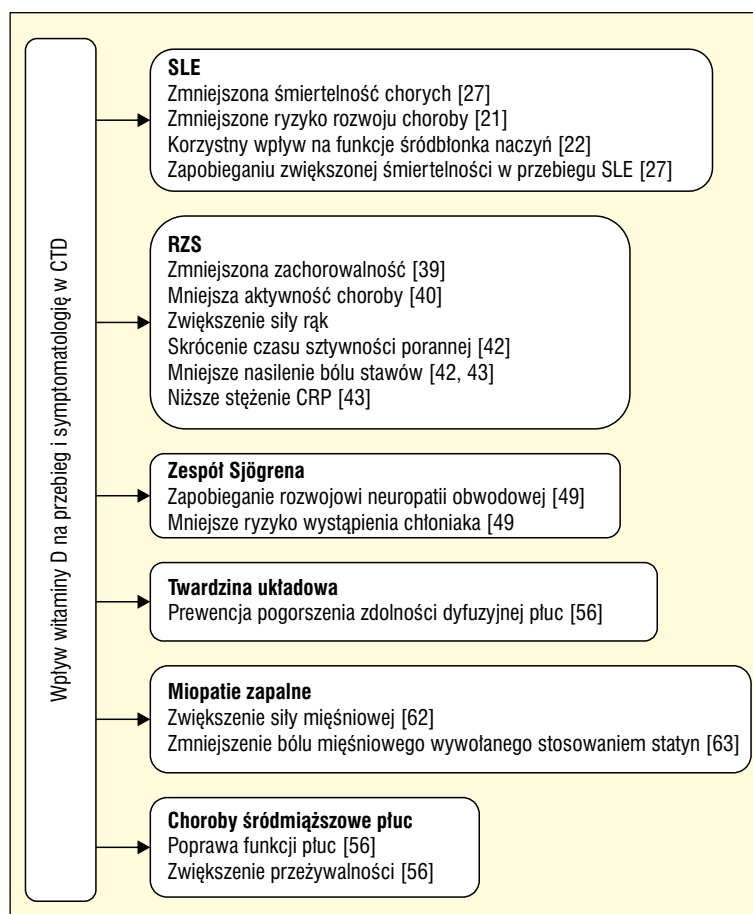 Wpływ witaminy D na przebieg i symptomatologię w CTD
SLE
Zmniejszona śmiertelność chorych [27]
Zmniejszone ryzyko rozwoju choroby [21]
Korzystny wpływ na funkcje śródbłonka naczyń [22]
Zapobieganiu zwiększonej śmiertelności w przebiegu SLE [27]
RZS
Zmniejszona zachorowalność [39]
Mniejsza aktywność choroby [40]
Zwiększenie siły rąk
Skrócenie czasu sztywności porannej [42]
Mniejsze nasilenie bólu stawów [42, 43]
Niższe stężenie CRP [43]
Zespół Sjögrena
Zapobieganie rozwojowi neuropatii obwodowej [49]
Mniejsze ryzyko wystąpienia chłoniaka [49
Twardzina układowa
Prewencja pogorszenia zdolności dyfuzyjnej płuc [56]
Miopatie zapalne
Zwiększenie siły mięśniowej [62]
Zmniejszenie bólu mięśniowego wywołanego stosowaniem statyn [63]
Choroby śródmiąższowe płuc
Poprawa funkcji płuc [56]
Zwiększenie przeżywalności [56]